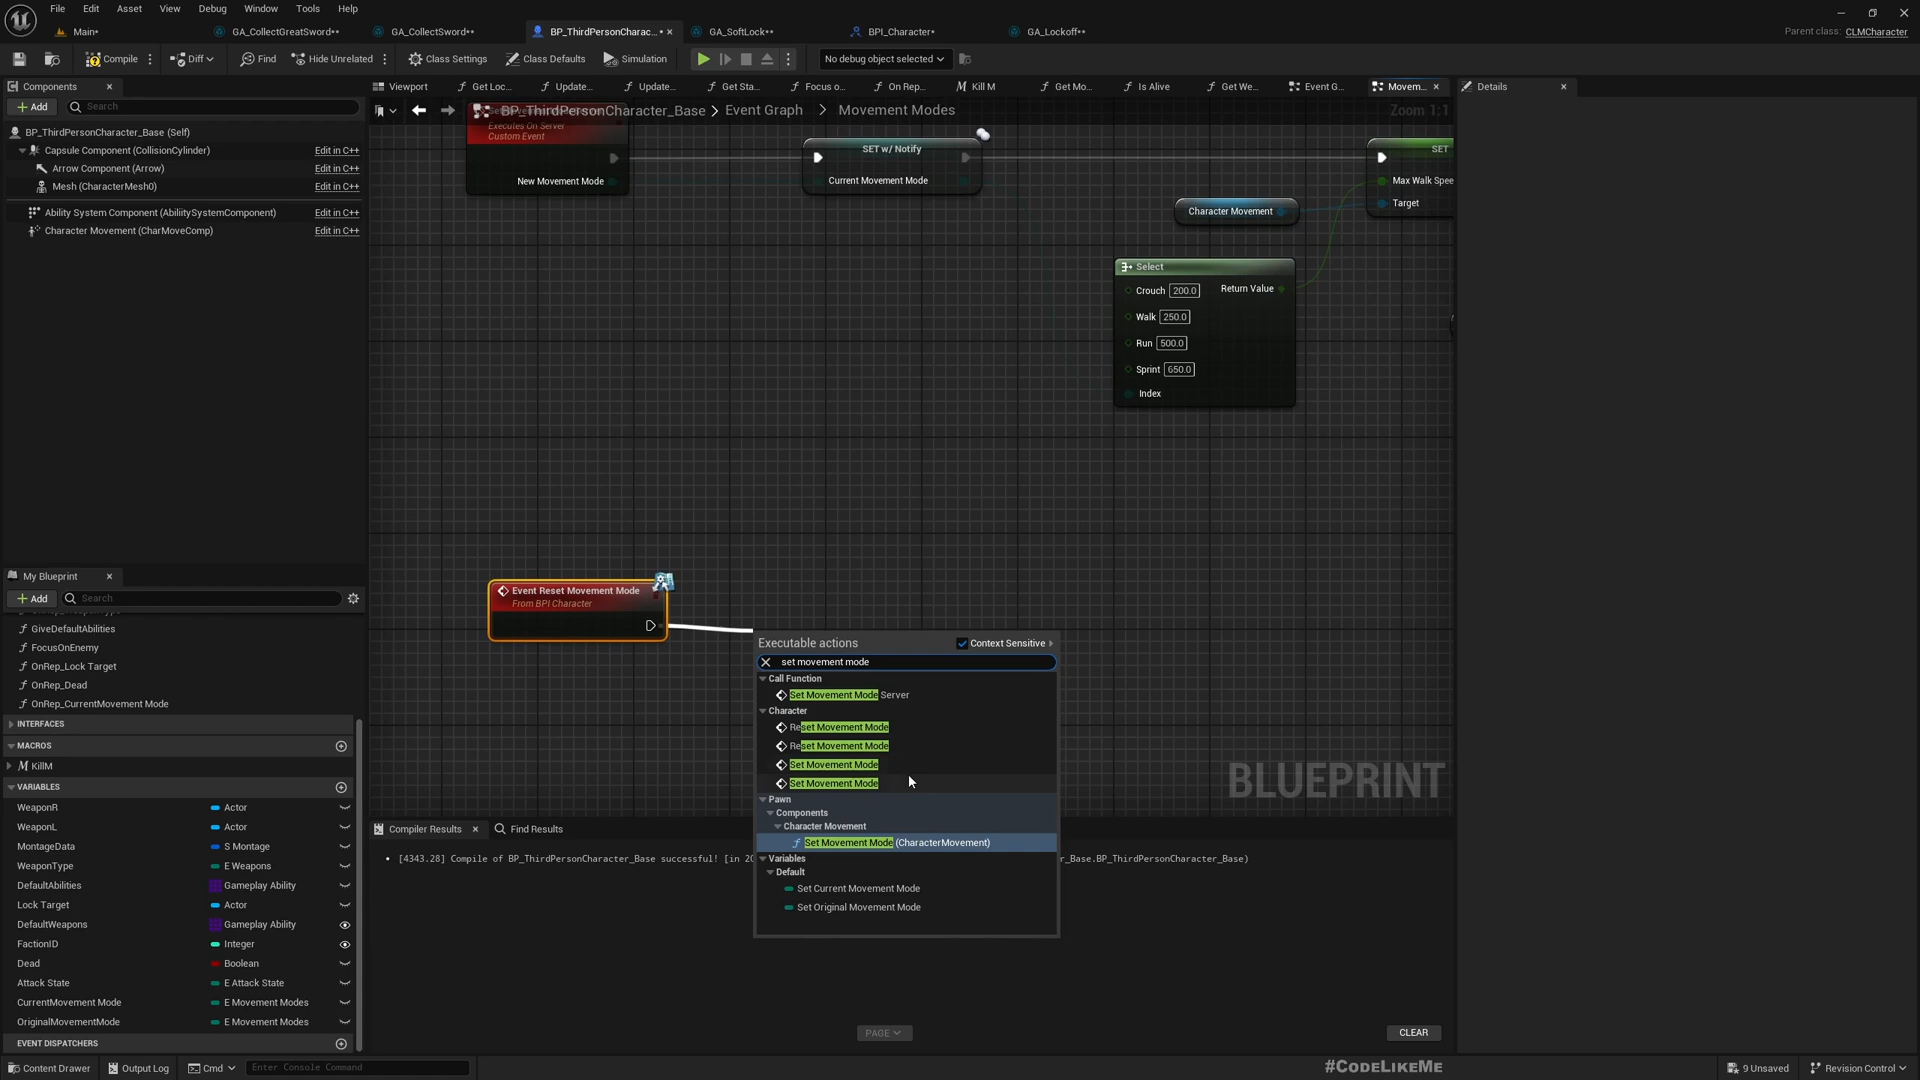 File Edit Asset View Debug Window Tools Help
Main*
GA_CollectGreatSword**
GA_CollectSword**
BP_ThirdPersonCharac...*
GA_SoftLock**
BPI_Character*
GA_Lockoff**
Parent class: CLMCharacter
Compile
Diff
Find
Hide Unrelated
Class Settings
Class Defaults
Simulation
No debug object selected
Components
Viewport
Get Loc...
Update...
Update...
Get Sta...
Focus o...
On Rep...
Kill M
Get Mo...
Is Alive
Get We...
Event G...
Movem...
Details
Add
Search
BP_ThirdPersonCharacter_Base > Event Graph > Movement Modes
Zoom 1:1
BP_ThirdPersonCharacter_Base (Self)
Capsule Component (CollisionCylinder) Edit in C++
Arrow Component (Arrow) Edit in C++
Mesh (CharacterMesh0) Edit in C++
Ability System Component (AbiliitySystemComponent) Edit in C++
Character Movement (CharMoveComp) Edit in C++
Executes On Server
Custom Event
New Movement Mode
SET w/ Notify
Current Movement Mode
SET
Max Walk Spee
Target
Character Movement
Select
Crouch 200.0 Return Value
Walk 250.0
Run 500.0
Sprint 650.0
Index
Event Reset Movement Mode
From BPI Character
Executable actions Context Sensitive
set movement mode
Call Function
Set Movement Mode Server
Character
Reset Movement Mode
Reset Movement Mode
Set Movement Mode
Set Movement Mode
Pawn
Components
Character Movement
Set Movement Mode (CharacterMovement)
Variables
Default
Set Current Movement Mode
Set Original Movement Mode
BLUEPRINT
My Blueprint
Add
Search
GiveDefaultAbilities
FocusOnEnemy
OnRep_Lock Target
OnRep_Dead
OnRep_CurrentMovement Mode
INTERFACES
MACROS
KillM
VARIABLES
WeaponR Actor
WeaponL Actor
MontageData S Montage
WeaponType E Weapons
DefaultAbilities Gameplay Ability
Lock Target Actor
DefaultWeapons Gameplay Ability
FactionID Integer
Dead Boolean
Attack State E Attack State
CurrentMovement Mode E Movement Modes
OriginalMovementMode E Movement Modes
EVENT DISPATCHERS
Compiler Results
Find Results
[4343.28] Compile of BP_ThirdPersonCharacter_Base successful! [in 20
_Base.BP_ThirdPersonCharacter_Base)
PAGE
CLEAR
Content Drawer
Output Log
Cmd
Enter Console Command
#CODELIKEME
9 Unsaved
Revision Control